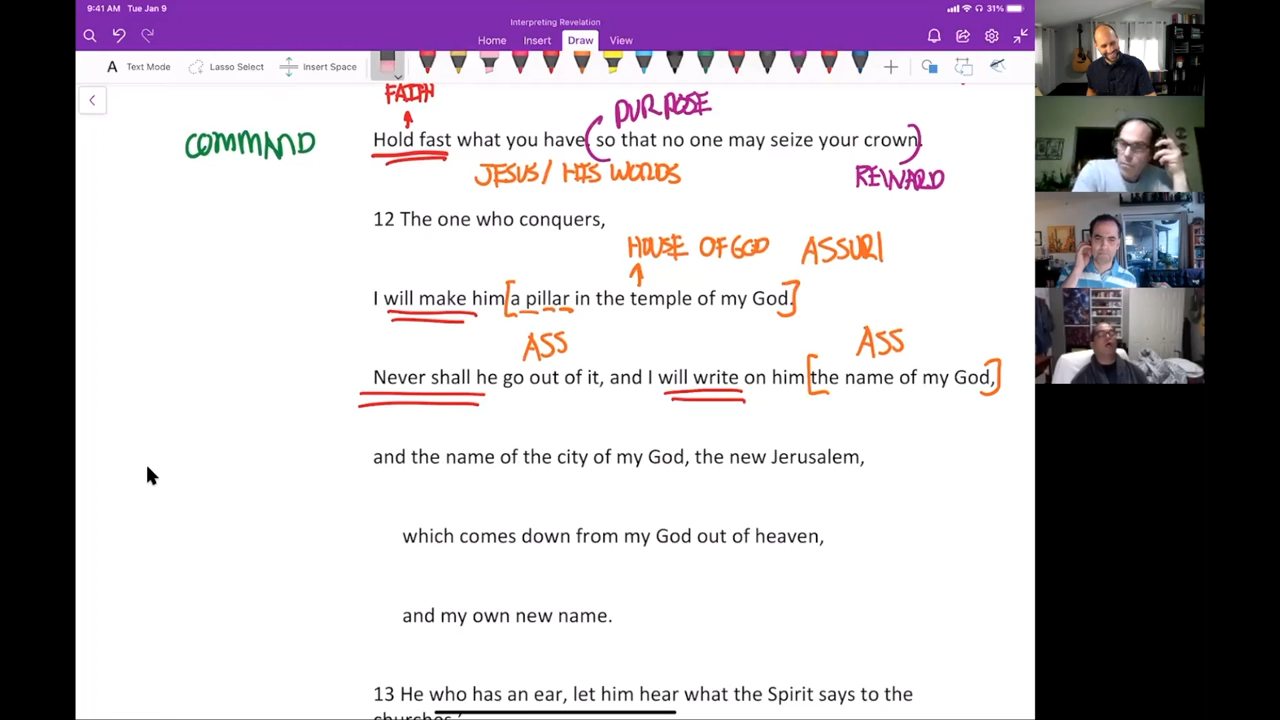 9:41 AM Tue Jan 9
31%
Interpreting Revelation
Home Insert Draw View
Text Mode Lasso Select Insert Space
FAITH
PURPOSE
COMMAND
Hold fast what you have, so that no one may seize your crown.
JESUS/ HIS WORDS
REWARD
12 The one who conquers,
HOUSE OF GOD ASSURI
I will make him a pillar in the temple of my God.
ASS ASS
Never shall he go out of it, and I will write on him the name of my God,
and the name of the city of my God, the new Jerusalem,
which comes down from my God out of heaven,
and my own new name.
13 He who has an ear, let him hear what the Spirit says to the
churches.'